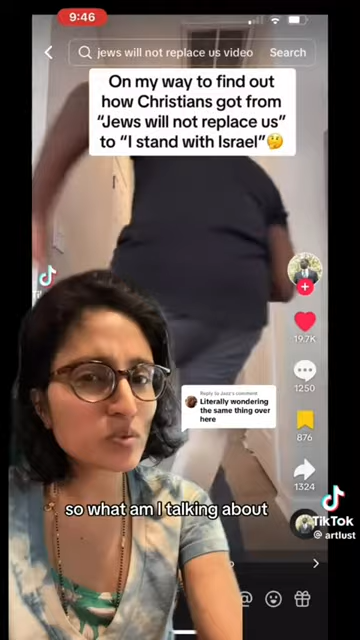 9:46
jews will not replace us video
Search
On my way to find out
how Christians got from
“Jews will not replace us”
to “I stand with Israel”🤔
19.7K
Literally wondering
the same thing over
here
1250
876
1324
so what am I talking about
TikTok
@ artlust